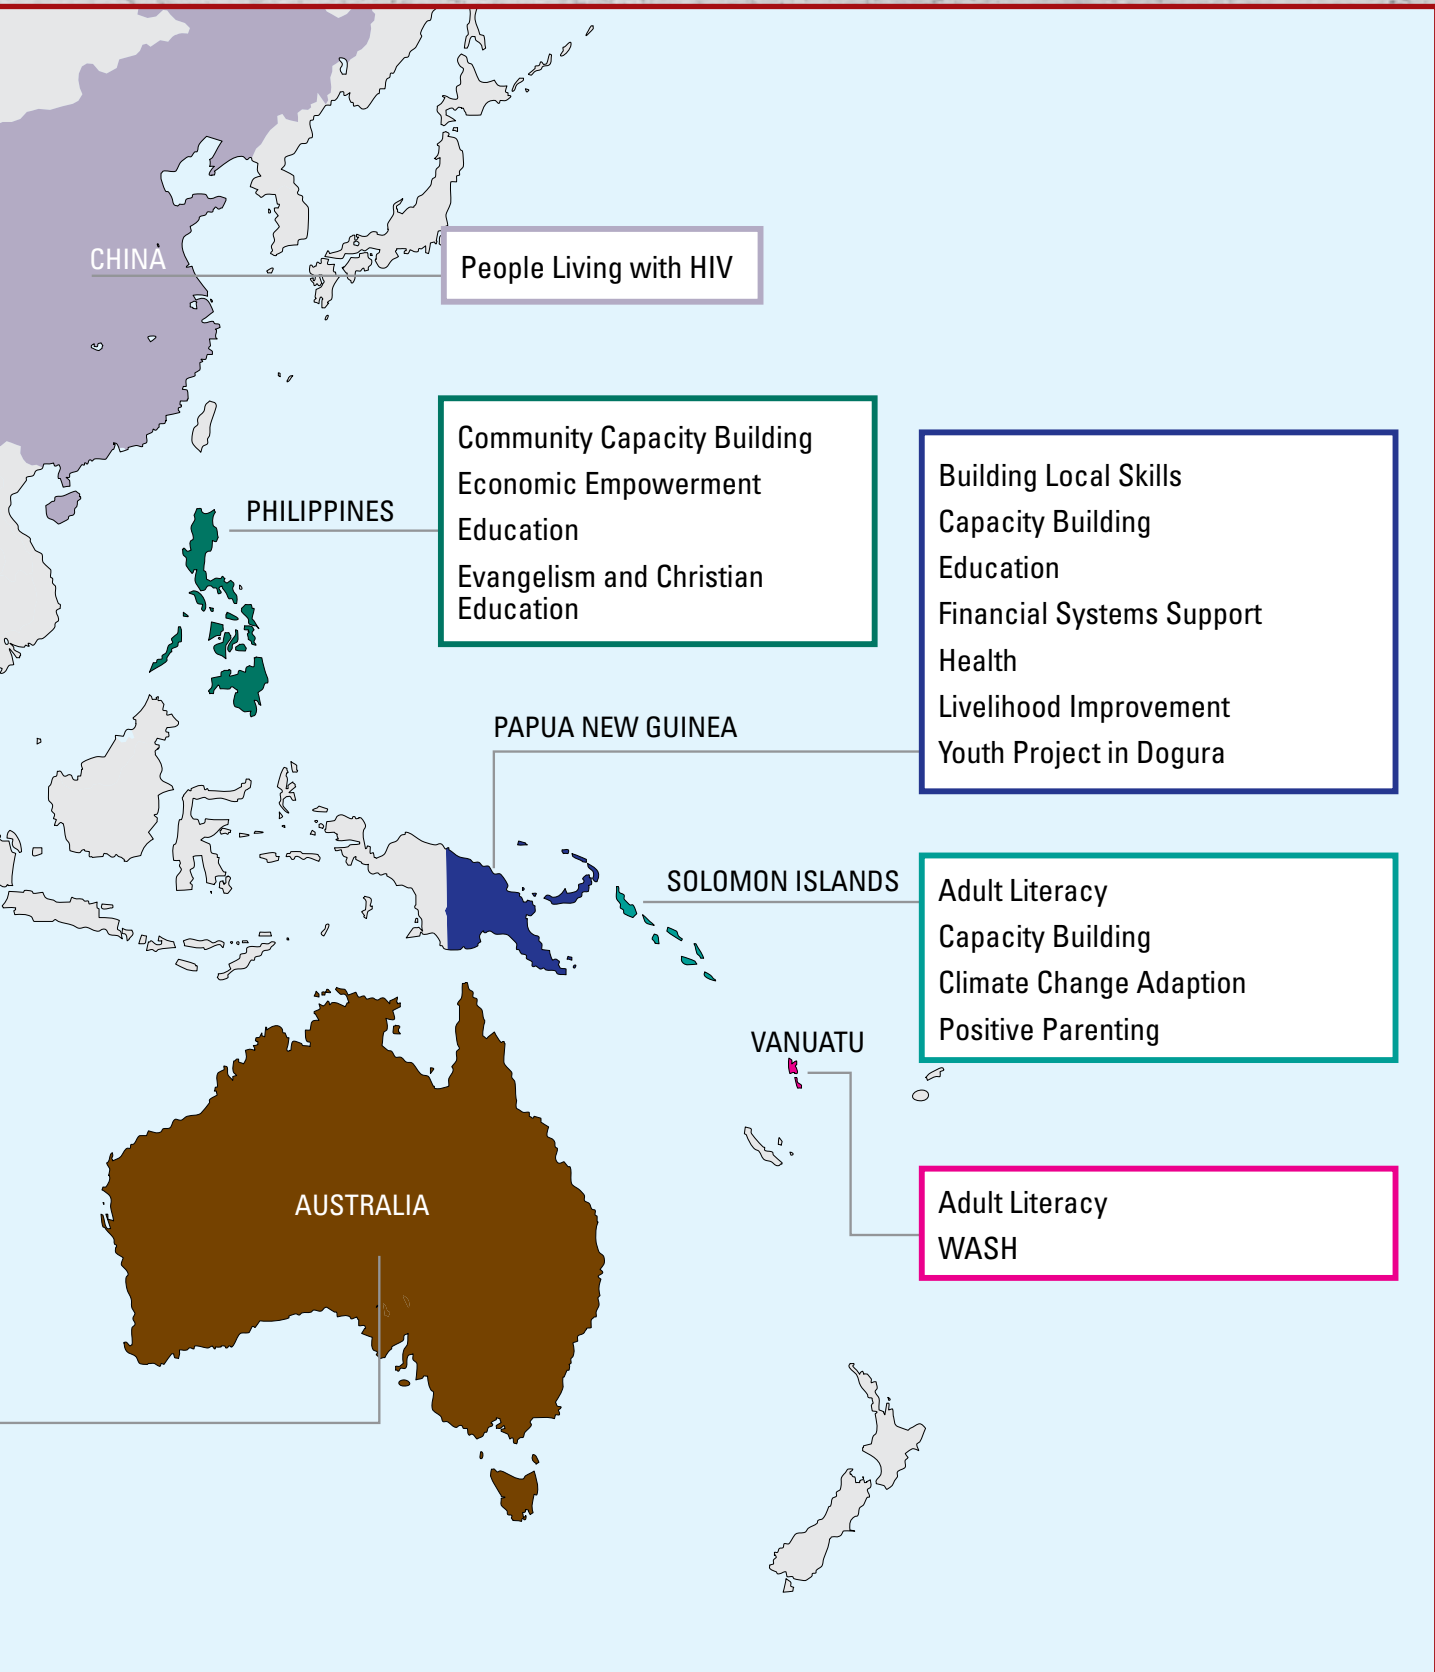 CHINA
People Living with HIV
PHILIPPINES
Community Capacity Building
Economic Empowerment
Education
Evangelism and Christian
Education
PAPUA NEW GUINEA
Building Local Skills
Capacity Building
Education
Financial Systems Support
Health
Livelihood Improvement
Youth Project in Dogura
SOLOMON ISLANDS
Adult Literacy
Capacity Building
Climate Change Adaption
Positive Parenting
VANUATU
Adult Literacy
WASH
AUSTRALIA